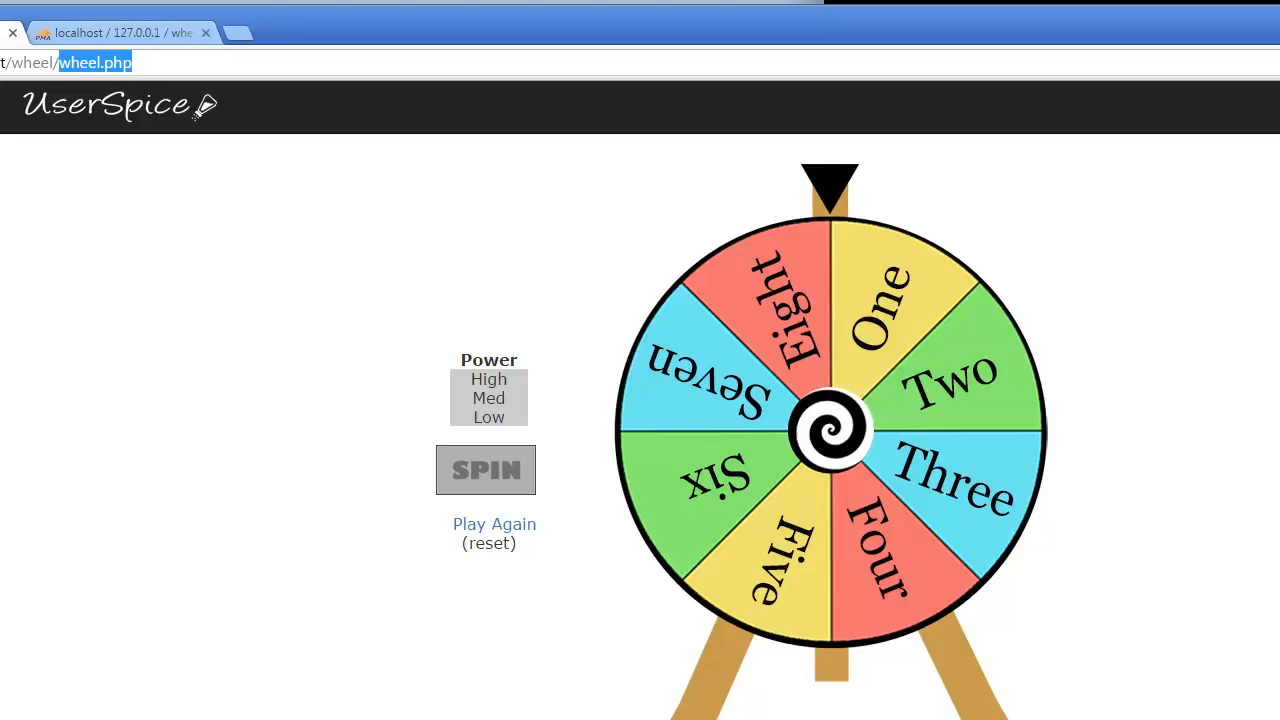 localhost / 127.0.0.1 / whe
t/wheel/wheel.php
UserSpice
Power
High
Med
Low
SPIN
Play Again
(reset)
One
Two
Three
Four
Five
Six
Seven
Eight